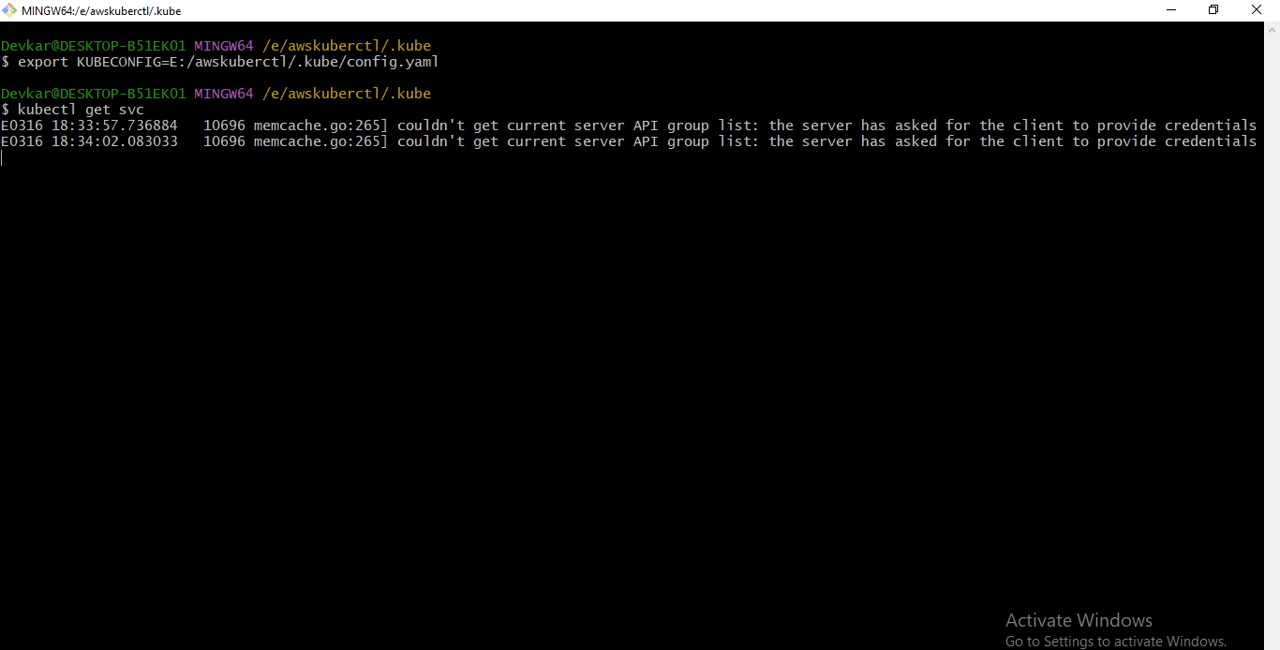 MINGW64:/e/awskuberctl/.kube
Devkar@DESKTOP-B51EK01 MINGW64 /e/awskuberctl/.kube
$ export KUBECONFIG=E:/awskuberctl/.kube/config.yaml
Devkar@DESKTOP-B51EK01 MINGW64 /e/awskuberctl/.kube
$ kubectl get svc
E0316 18:33:57.736884   10696 memcache.go:265] couldn't get current server API group list: the server has asked for the client to provide credentials
E0316 18:34:02.083033   10696 memcache.go:265] couldn't get current server API group list: the server has asked for the client to provide credentials
Activate Windows
Go to Settings to activate Windows.